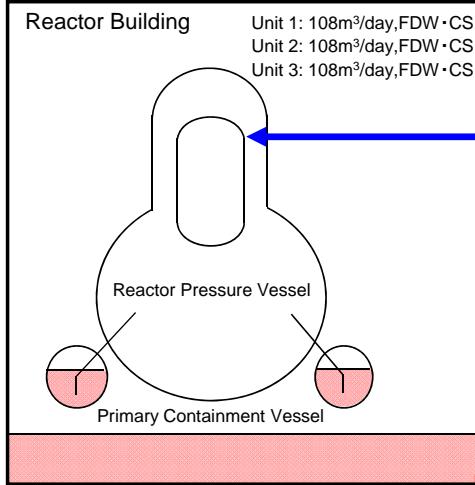 Reactor Building
Unit 1: 108m³/day,FDW・CS
Unit 2: 108m³/day,FDW・CS
Unit 3: 108m³/day,FDW・CS
Reactor Pressure Vessel
Primary Containment Vessel